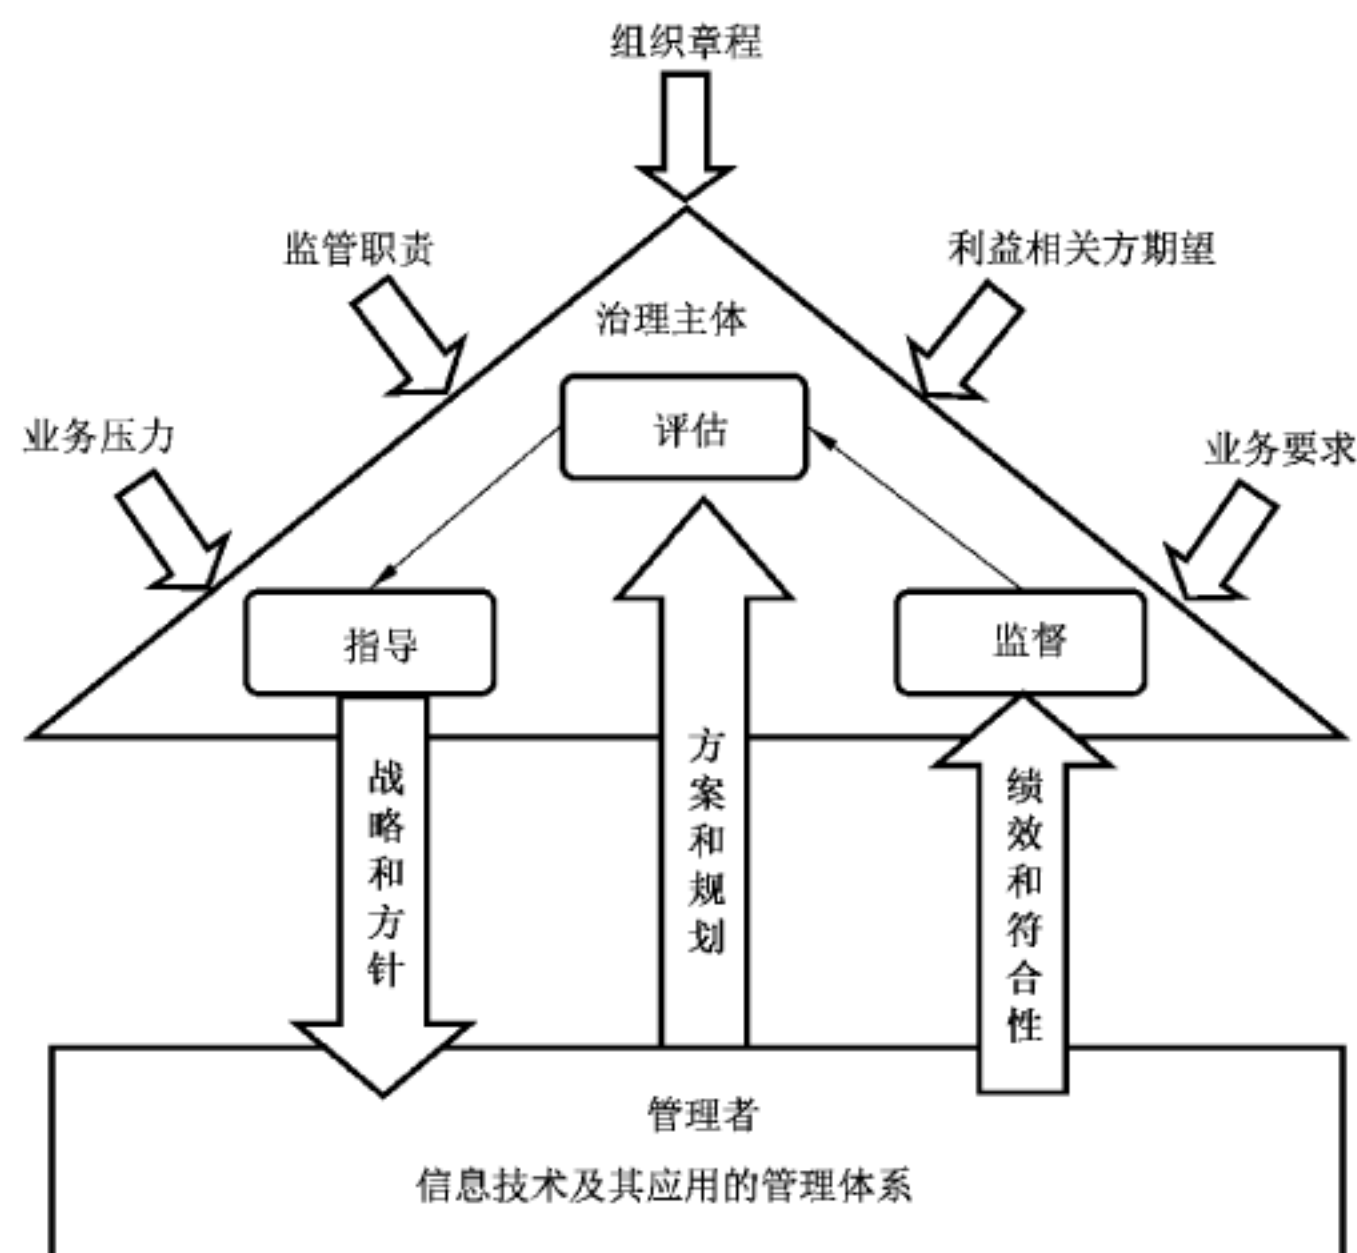 组织章程
监管职责
利益相关方期望
治理主体
业务压力
评估
业务要求
指导
监督
战略和方针
方案和规划
绩效和符合性
管理者
信息技术及其应用的管理体系